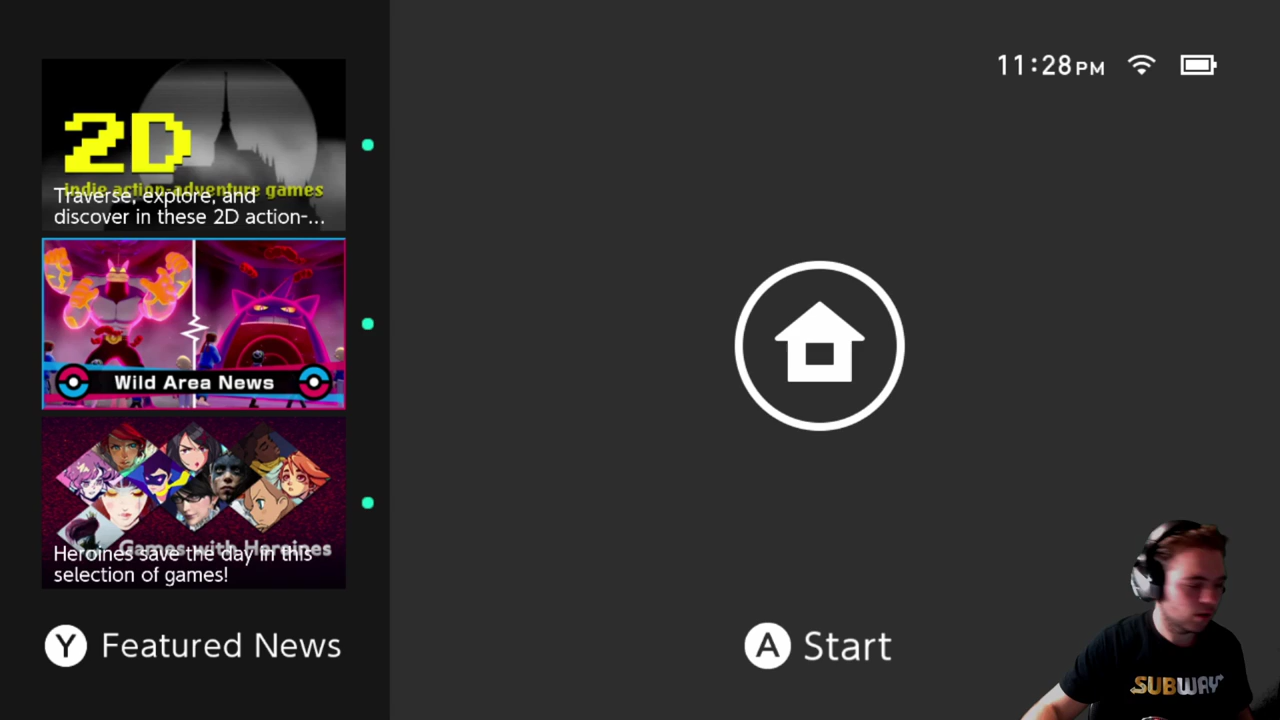 11:28PM
2D
indie action-adventure games
Traverse, explore, and
discover in these 2D action-...
Wild Area News
Games with Heroines
Heroines save the day in this
selection of games!
Y Featured News
A Start
SUBWAY